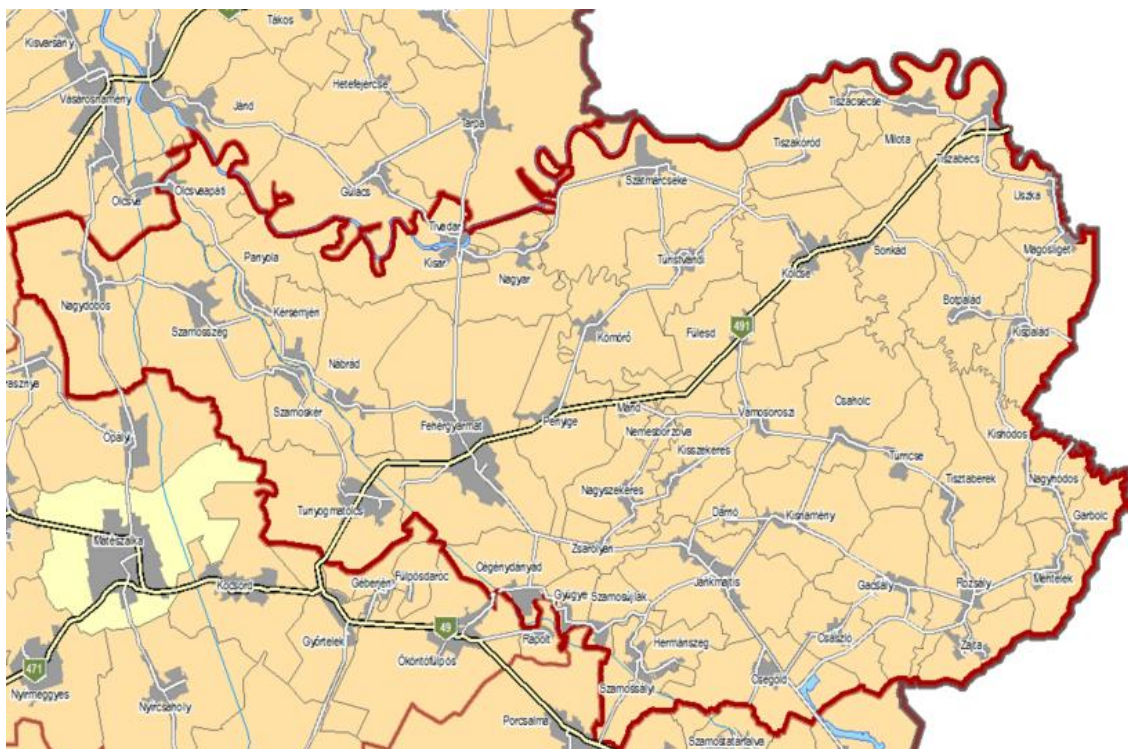 Tákos
Kisvarsány
Vásárosnamény
Jánd
Hetefejércse
Tarpa
Gulács
Olcsva
Olcsvaapáti
Tivadar
Kisar
Nagyar
Szatmárcseke
Tiszakóród
Tiszacsécse
Milota
Tiszabecs
Uszka
Magosliget
Sonkád
Kölcse
Túristvándi
Botpalád
Kispalád
Panyola
Nagydobos
Szamosszeg
Kérsemjén
Kömörő
Fülesd
491
Nábrád
Szamoskér
Fehérgyarmat
Penyige
Mánd
Nemesborzova
Vámosoroszi
Csaholc
Kishódos
Kisszekeres
Túrricse
Tisztaberek
Nagyhódos
Garbolc
Opályi
Nagyszekeres
Tunyogmatolcs
Darnó
Kisnamény
Zsarolyán
Mátészalka
Kocsord
Géberjén
Fülpösdaróc
Cégénydányád
Gyügye
Szamosújlak
Jánkmajtis
Gacsály
Rozsály
Méhtelek
Győrtelek
49
Rápolt
Ököritófülpös
Hermánszeg
Császló
Zajta
471
Nyírmeggyes
Nyírcsaholy
Szamossályi
Csegöld
Porcsalma
Szamostatárfalva